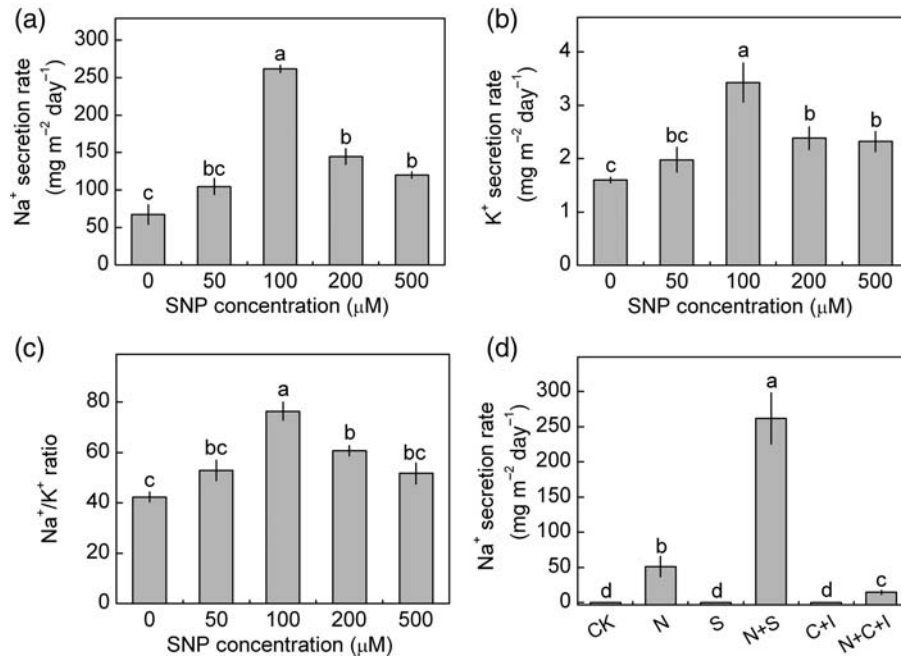 (a)
Na⁺ secretion rate
(mg m⁻² day⁻¹)
300
250
200
150
100
50
0
c
bc
a
b
b
0 50 100 200 500
SNP concentration (μM)
(b)
K⁺ secretion rate
(mg m⁻² day⁻¹)
4
3
2
1
0
c
bc
a
b
b
0 50 100 200 500
SNP concentration (μM)
(c)
Na⁺/K⁺ ratio
80
60
40
20
0
c
bc
a
b
bc
0 50 100 200 500
SNP concentration (μM)
(d)
Na⁺ secretion rate
(mg m⁻² day⁻¹)
300
250
200
150
100
50
0
d
b
d
a
d
c
CK N S N+S C+I N+C+I